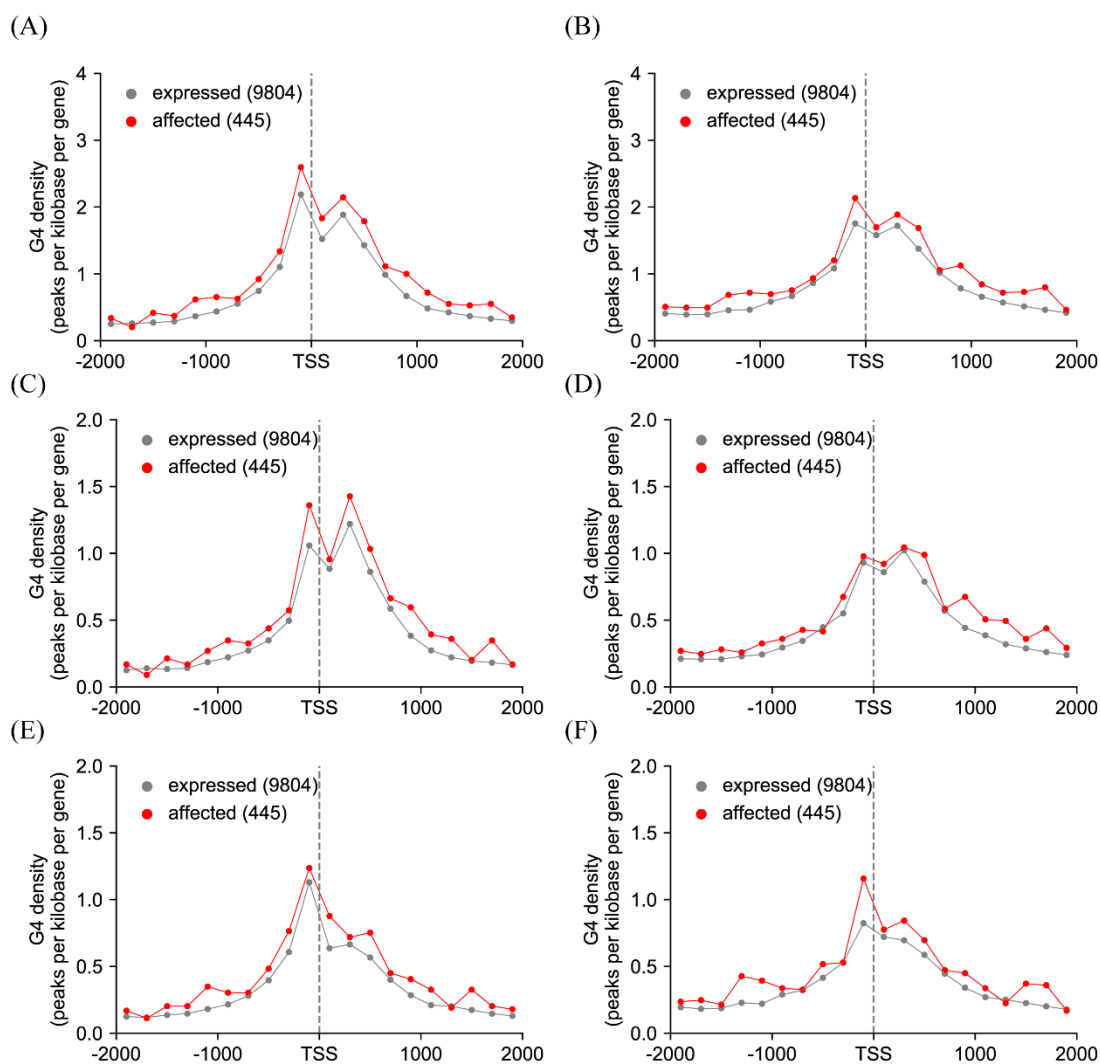 (A)
G4 density
(peaks per kilobase per gene)
4
3
2
1
0
expressed (9804)
affected (445)
-2000
-1000
TSS
1000
2000
(B)
G4 density
(peaks per kilobase per gene)
4
3
2
1
0
expressed (9804)
affected (445)
-2000
-1000
TSS
1000
2000
(C)
G4 density
(peaks per kilobase per gene)
2.0
1.5
1.0
0.5
0.0
expressed (9804)
affected (445)
-2000
-1000
TSS
1000
2000
(D)
G4 density
(peaks per kilobase per gene)
2.0
1.5
1.0
0.5
0.0
expressed (9804)
affected (445)
-2000
-1000
TSS
1000
2000
(E)
G4 density
(peaks per kilobase per gene)
2.0
1.5
1.0
0.5
0.0
expressed (9804)
affected (445)
-2000
-1000
TSS
1000
2000
(F)
G4 density
(peaks per kilobase per gene)
2.0
1.5
1.0
0.5
0.0
expressed (9804)
affected (445)
-2000
-1000
TSS
1000
2000